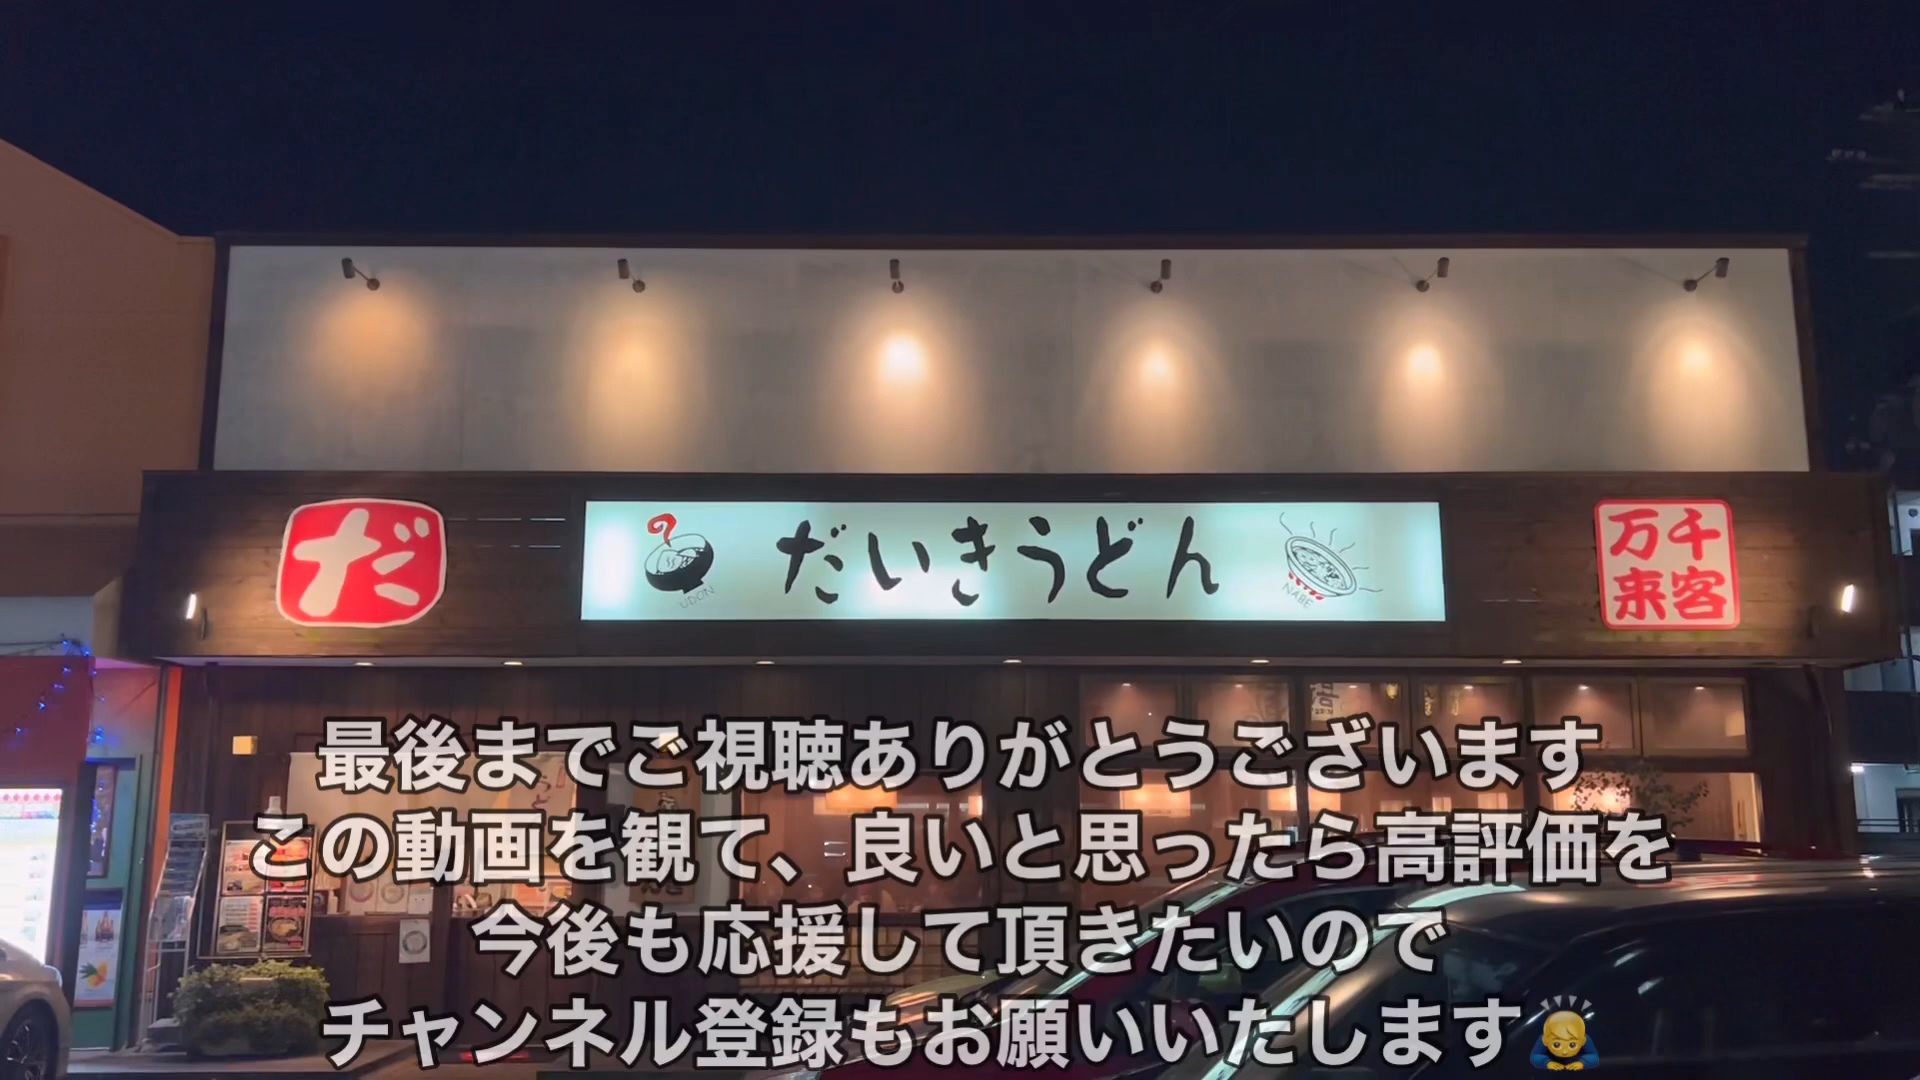 だ
UDON
だいきうどん
NABE
千客
万来
最後までご視聴ありがとうございます
この動画を観て、良いと思ったら高評価を
今後も応援して頂きたいので
チャンネル登録もお願いいたします🙇